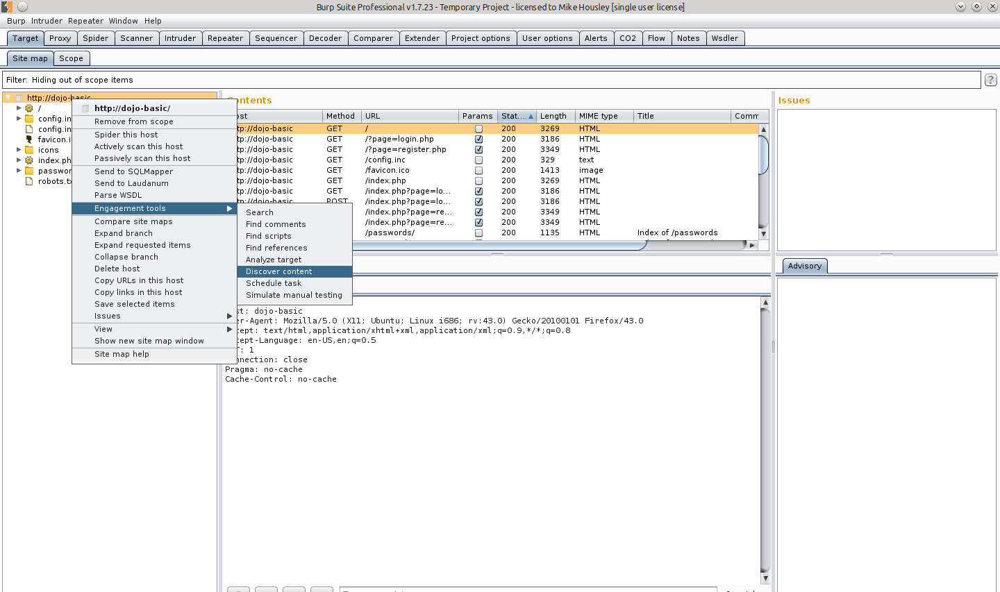 Burp Suite Professional v1.7.23 - Temporary Project - licensed to Mike Housley [single user license]
Burp Intruder Repeater Window Help
Target Proxy Spider Scanner Intruder Repeater Sequencer Decoder Comparer Extender Project options User options Alerts CO2 Flow Notes Wsdler
Site map Scope
Filter: Hiding out of scope items
?
http://dojo-basic
/
config.in
config.in
favicon.i
icons
index.ph
passwor
robots.tx
http://dojo-basic/
Remove from scope
Spider this host
Actively scan this host
Passively scan this host
Send to SQLMapper
Send to Laudanum
Parse WSDL
Engagement tools
Compare site maps
Expand branch
Expand requested items
Collapse branch
Delete host
Copy URLs in this host
Copy links in this host
Save selected items
Issues
View
Show new site map window
Site map help
Search
Find comments
Find scripts
Find references
Analyze target
Discover content
Schedule task
Simulate manual testing
Contents
ost Method URL Params Stat... Length MIME type Title Comm
tp://dojo-basic GET / 200 3269 HTML
tp://dojo-basic GET /?page=login.php 200 3186 HTML
tp://dojo-basic GET /?page=register.php 200 3349 HTML
tp://dojo-basic GET /config.inc 200 329 text
tp://dojo-basic GET /favicon.ico 200 1413 image
tp://dojo-basic GET /index.php 200 3269 HTML
tp://dojo-basic GET /index.php?page=lo... 200 3186 HTML
tp://dojo-basic POST /index.php?page=lo... 200 3186 HTML
/index.php?page=re... 200 3349 HTML
/index.php?page=re... 200 3349 HTML
/passwords/ 200 1135 HTML Index of /passwords
st: dojo-basic
er-Agent: Mozilla/5.0 (X11; Ubuntu; Linux i686; rv:43.0) Gecko/20100101 Firefox/43.0
cept: text/html,application/xhtml+xml,application/xml;q=0.9,*/*;q=0.8
cept-Language: en-US,en;q=0.5
: 1
nnection: close
Pragma: no-cache
Cache-Control: no-cache
Issues
Advisory